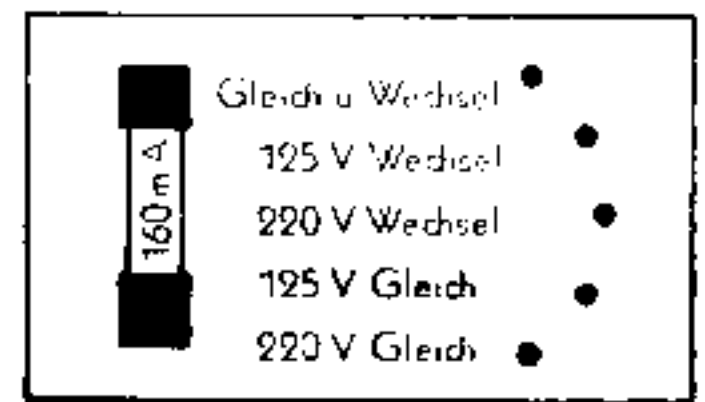 160 mA
Gleich u Wechsel
125 V Wechsel
220 V Wechsel
125 V Gleich
220 V Gleich